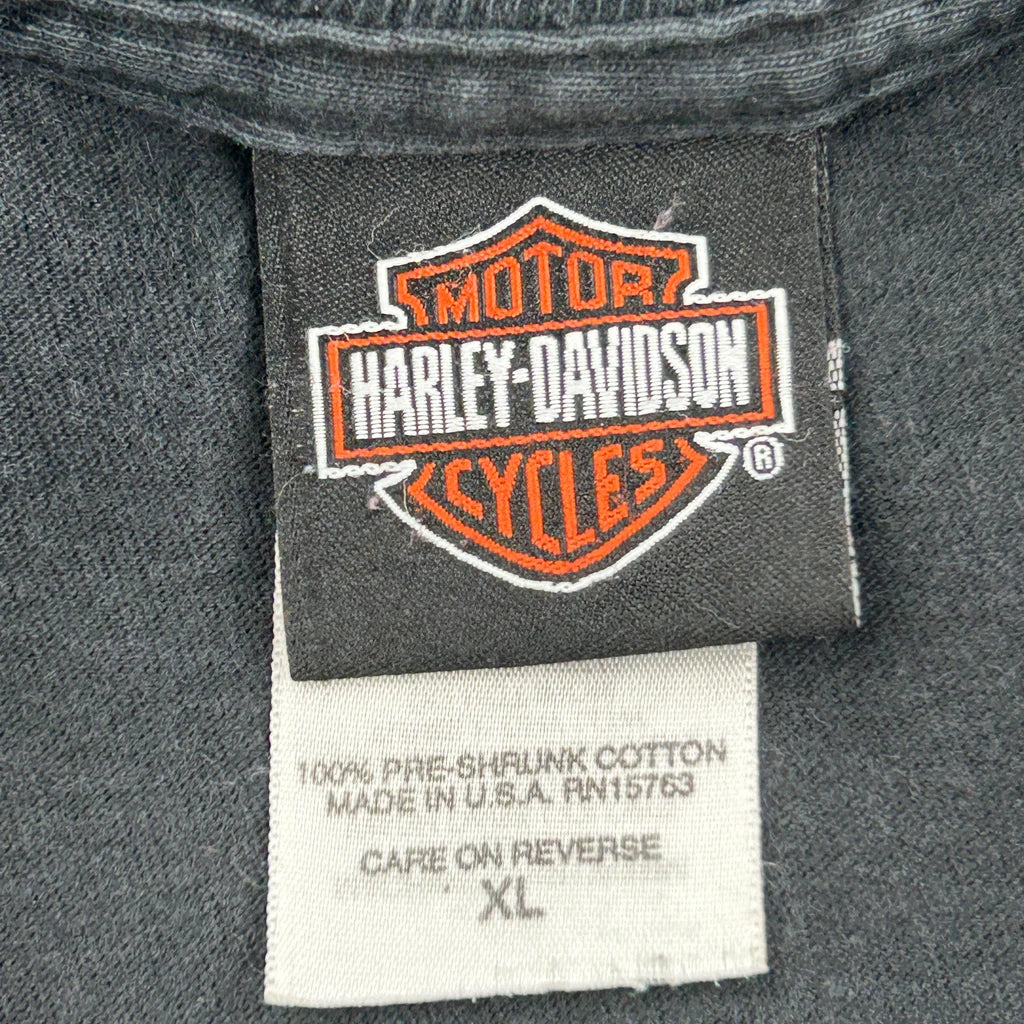 MOTOR
HARLEY-DAVIDSON
CYCLES
®
100% PRE-SHRUNK COTTON
MADE IN U.S.A. RN15763
CARE ON REVERSE
XL